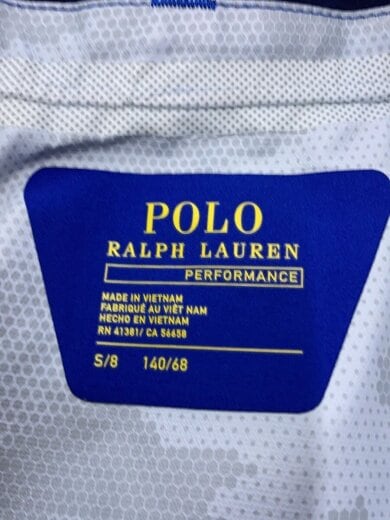 POLO
RALPH LAUREN
PERFORMANCE
MADE IN VIETNAM
FABRIQUÉ AU VIÊT NAM
HECHO EN VIETNAM
RN 41381/ CA 56658
S/8 140/68